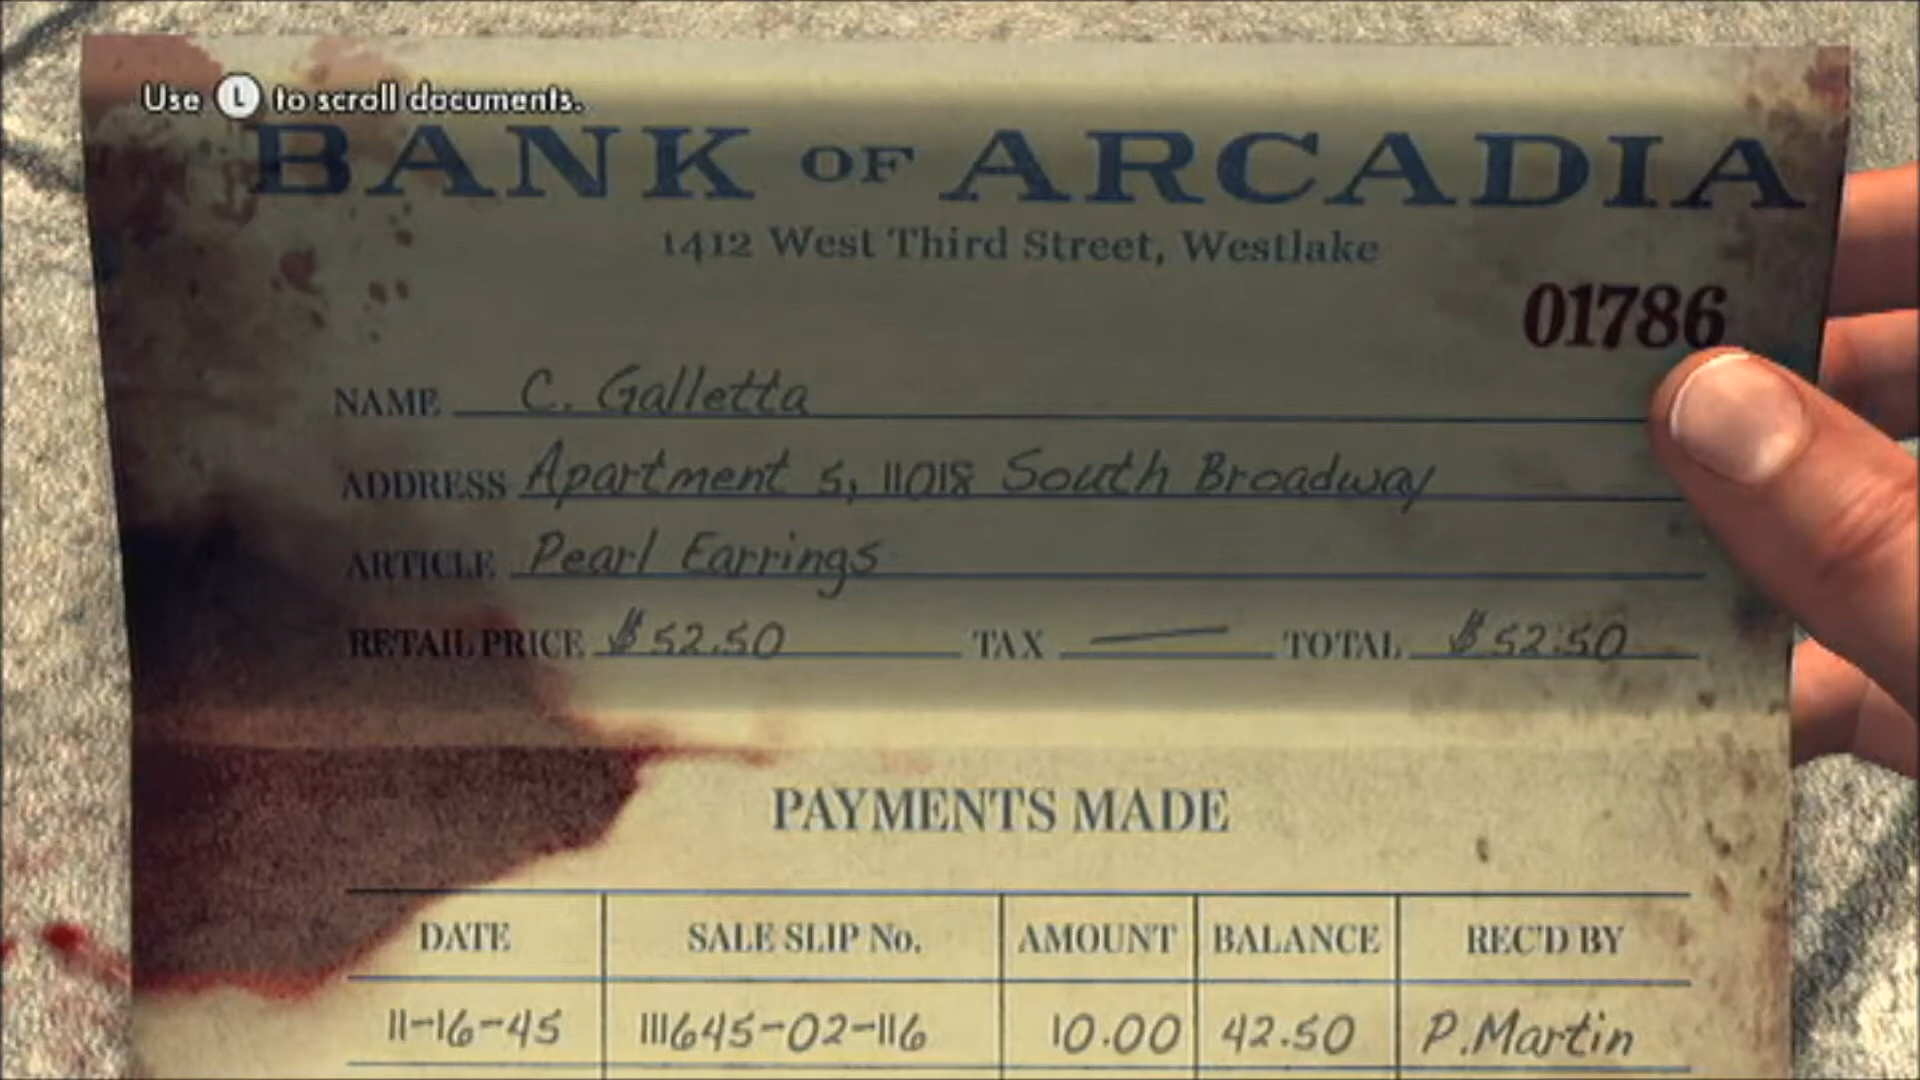 Use L to scroll documents.
BANK OF ARCADIA
1412 West Third Street, Westlake
01786
NAME C. Galletta
ADDRESS Apartment 5, 11018 South Broadway
ARTICLE Pearl Earrings
RETAIL PRICE $52.50 TAX — TOTAL $52.50
PAYMENTS MADE
DATE SALE SLIP No. AMOUNT BALANCE REC'D BY
11-16-45 111645-02-116 10.00 42.50 P.Martin